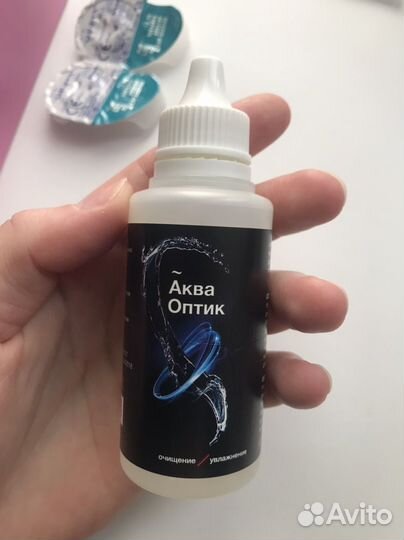 Аква
Оптик
очищение / увлажнение
Avito